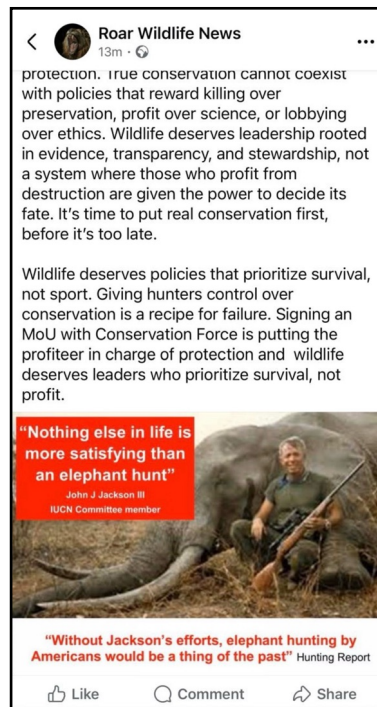 Roar Wildlife News
13m
protection. True conservation cannot coexist
with policies that reward killing over
preservation, profit over science, or lobbying
over ethics. Wildlife deserves leadership rooted
in evidence, transparency, and stewardship, not
a system where those who profit from
destruction are given the power to decide its
fate. It's time to put real conservation first,
before it's too late.
Wildlife deserves policies that prioritize survival,
not sport. Giving hunters control over
conservation is a recipe for failure. Signing an
MoU with Conservation Force is putting the
profiteer in charge of protection and wildlife
deserves leaders who prioritize survival, not
profit.
“Nothing else in life is
more satisfying than
an elephant hunt”
John J Jackson III
IUCN Committee member
“Without Jackson’s efforts, elephant hunting by
Americans would be a thing of the past” Hunting Report
Like Comment Share